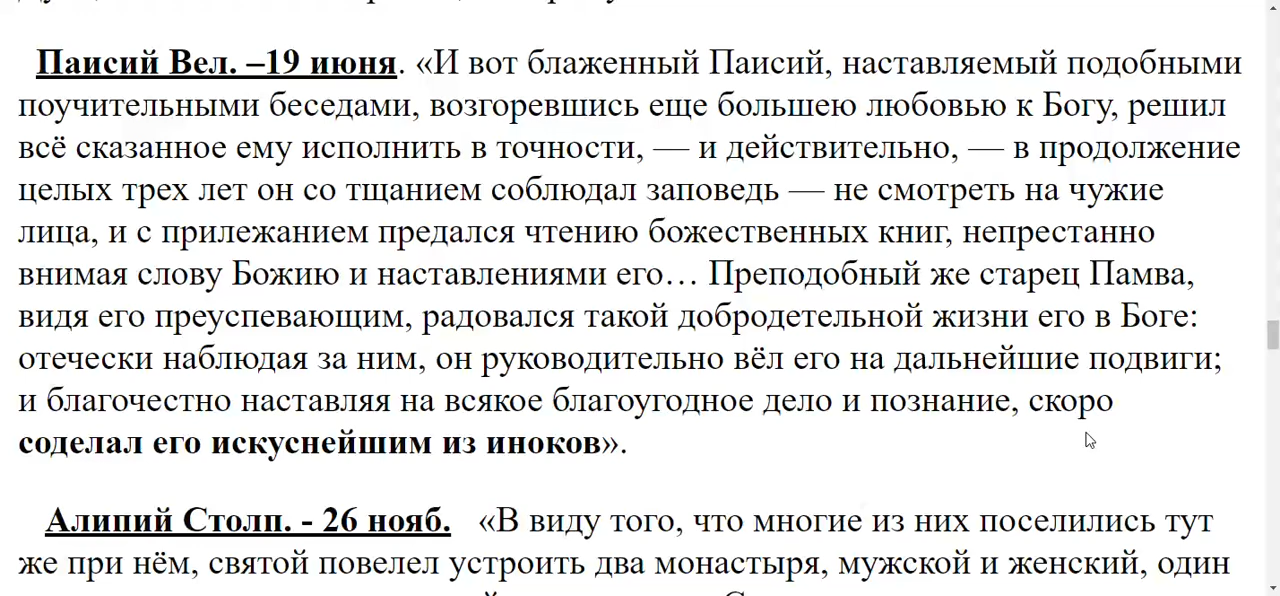 Паисий Вел. –19 июня. «И вот блаженный Паисий, наставляемый подобными
поучительными беседами, возгоревшись еще большею любовью к Богу, решил
всё сказанное ему исполнить в точности, — и действительно, — в продолжение
целых трех лет он со тщанием соблюдал заповедь — не смотреть на чужие
лица, и с прилежанием предался чтению божественных книг, непрестанно
внимая слову Божию и наставлениями его… Преподобный же старец Памва,
видя его преуспевающим, радовался такой добродетельной жизни его в Боге:
отечески наблюдая за ним, он руководительно вёл его на дальнейшие подвиги;
и благочестно наставляя на всякое благоугодное дело и познание, скоро
соделал его искуснейшим из иноков».
Алипий Столп. - 26 нояб. «В виду того, что многие из них поселились тут
же при нём, святой повелел устроить два монастыря, мужской и женский, один